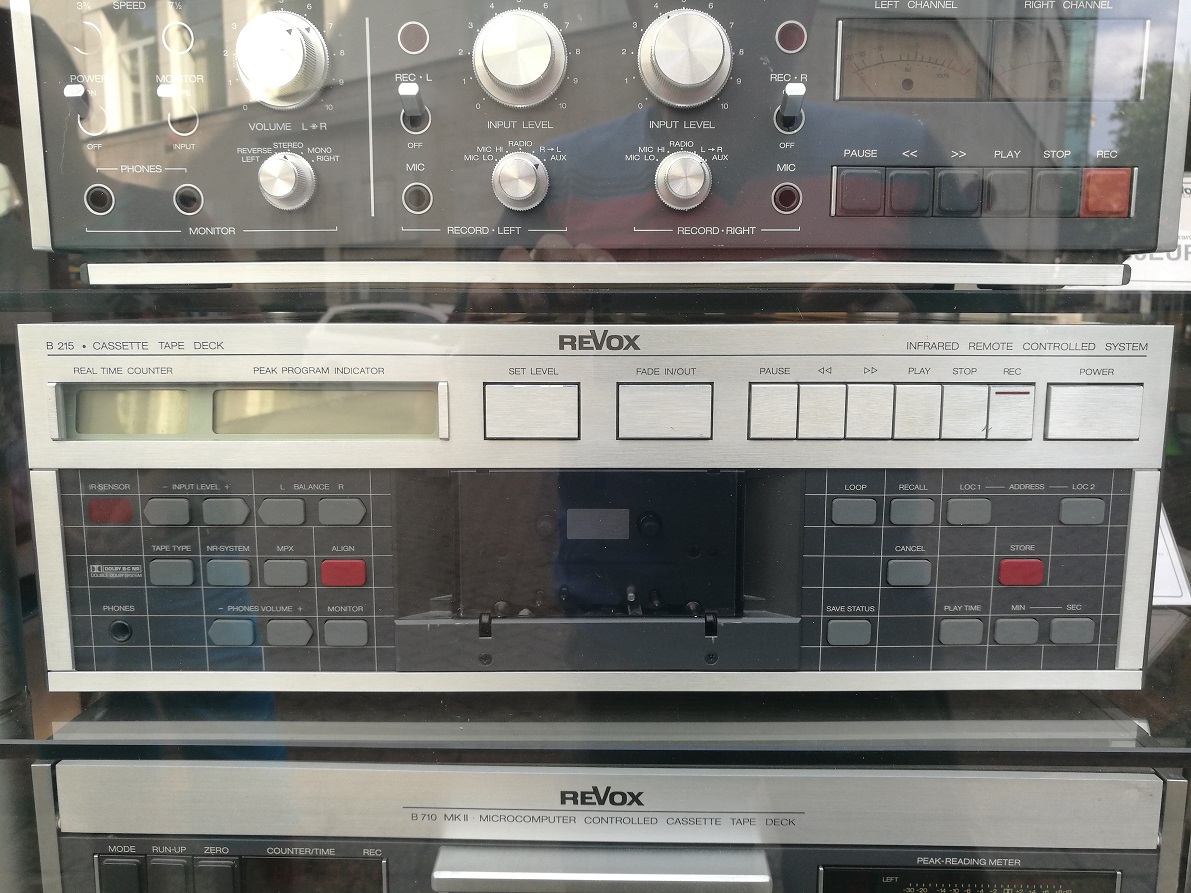 3¾ SPEED 7½
LEFT CHANNEL RIGHT CHANNEL
POWER MONITOR
ON
REC • L
REC • R
OFF INPUT
VOLUME L R
INPUT LEVEL
INPUT LEVEL
OFF
OFF
PHONES
REVERSE STEREO MONO
LEFT RIGHT
MIC
MIC HI RADIO R→L
MIC LO AUX
MIC HI RADIO L→R
MIC LO AUX
MIC
PAUSE << >> PLAY STOP REC
MONITOR
RECORD • LEFT
RECORD • RIGHT
B 215 • CASSETTE TAPE DECK
REVOX
INFRARED REMOTE CONTROLLED SYSTEM
REAL TIME COUNTER PEAK PROGRAM INDICATOR
SET LEVEL FADE IN/OUT
PAUSE ◁◁ ▷▷ PLAY STOP REC POWER
IR-SENSOR – INPUT LEVEL + L BALANCE R
LOOP RECALL LOC 1 ADDRESS LOC 2
TAPE TYPE NR-SYSTEM MPX ALIGN
CANCEL STORE
DOLBY B-C NR
DOUBLE DOLBY SYSTEM
PHONES – PHONES VOLUME + MONITOR
SAVE STATUS PLAY TIME MIN SEC
REVOX
B 710 MK II · MICROCOMPUTER CONTROLLED CASSETTE TAPE DECK
MODE RUN-UP ZERO COUNTER/TIME REC
PEAK-READING METER
LEFT